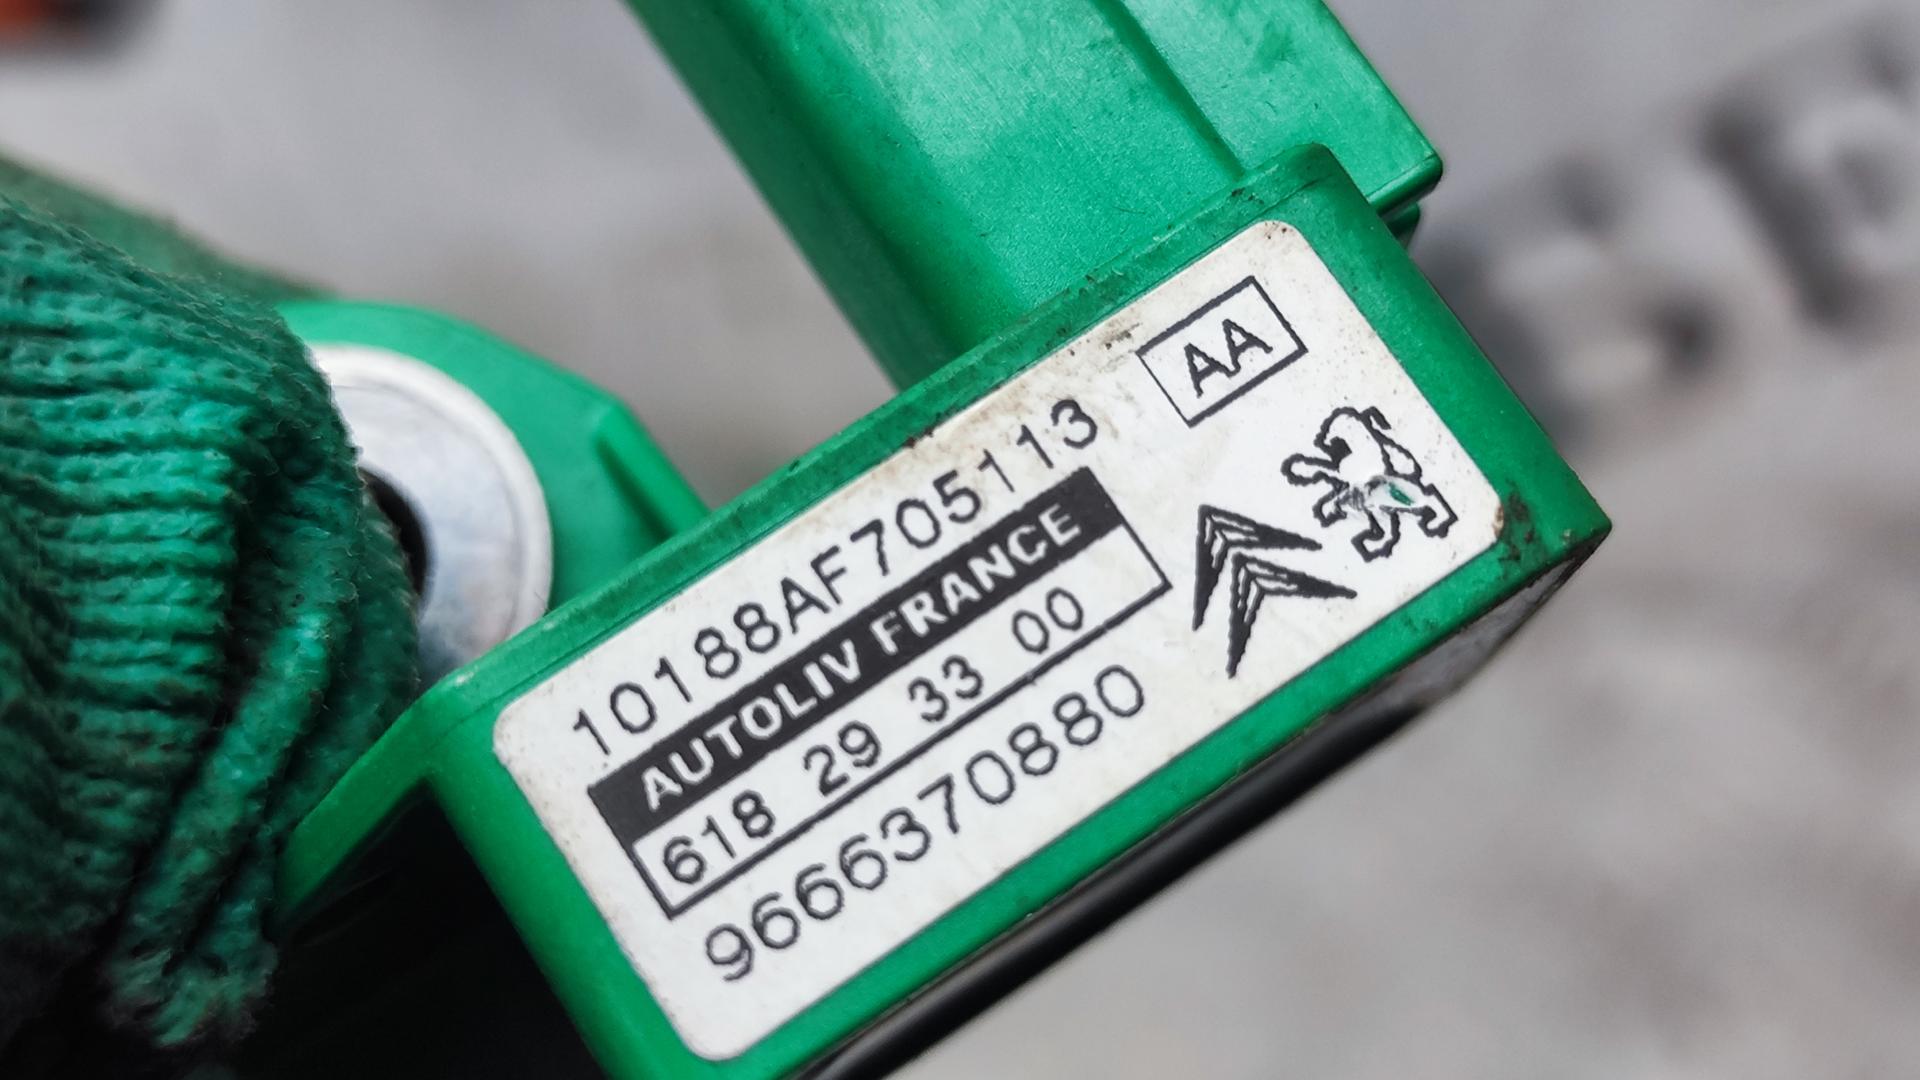 AA
10188AF705113
AUTOLIV FRANCE
618 29 33 00
9666370880